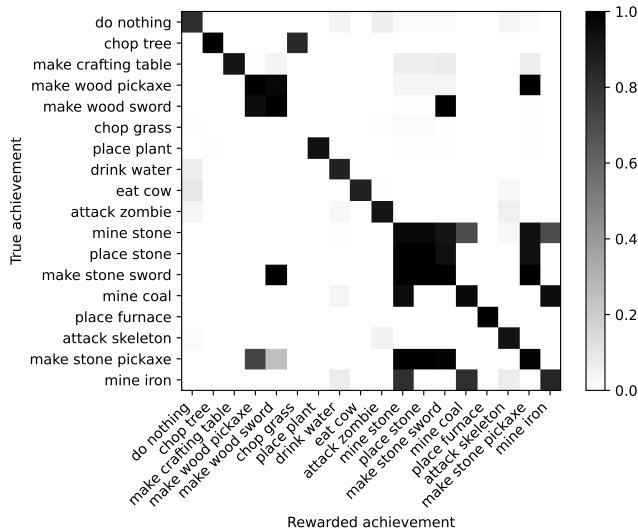 True achievement
do nothing
chop tree
make crafting table
make wood pickaxe
make wood sword
chop grass
place plant
drink water
eat cow
attack zombie
mine stone
place stone
make stone sword
mine coal
place furnace
attack skeleton
make stone pickaxe
mine iron
do nothing
chop tree
make crafting table
make wood pickaxe
make wood sword
chop grass
place plant
drink water
eat cow
attack zombie
mine stone
place stone
make stone sword
mine coal
place furnace
attack skeleton
make stone pickaxe
mine iron
Rewarded achievement
1.0
0.8
0.6
0.4
0.2
0.0